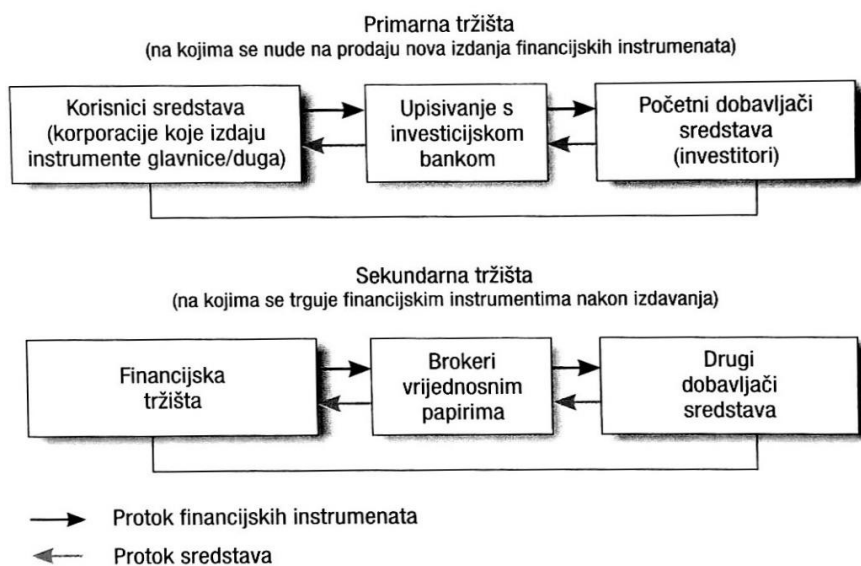 Primarna tržišta
(na kojima se nude na prodaju nova izdanja financijskih instrumenata)
Korisnici sredstava
(korporacije koje izdaju
instrumente glavnice/duga)
Upisivanje s
investicijskom
bankom
Početni dobavljači
sredstava
(investitori)
Sekundarna tržišta
(na kojima se trguje financijskim instrumentima nakon izdavanja)
Financijska
tržišta
Brokeri
vrijednosnim
papirima
Drugi
dobavljači
sredstava
Protok financijskih instrumenata
Protok sredstava